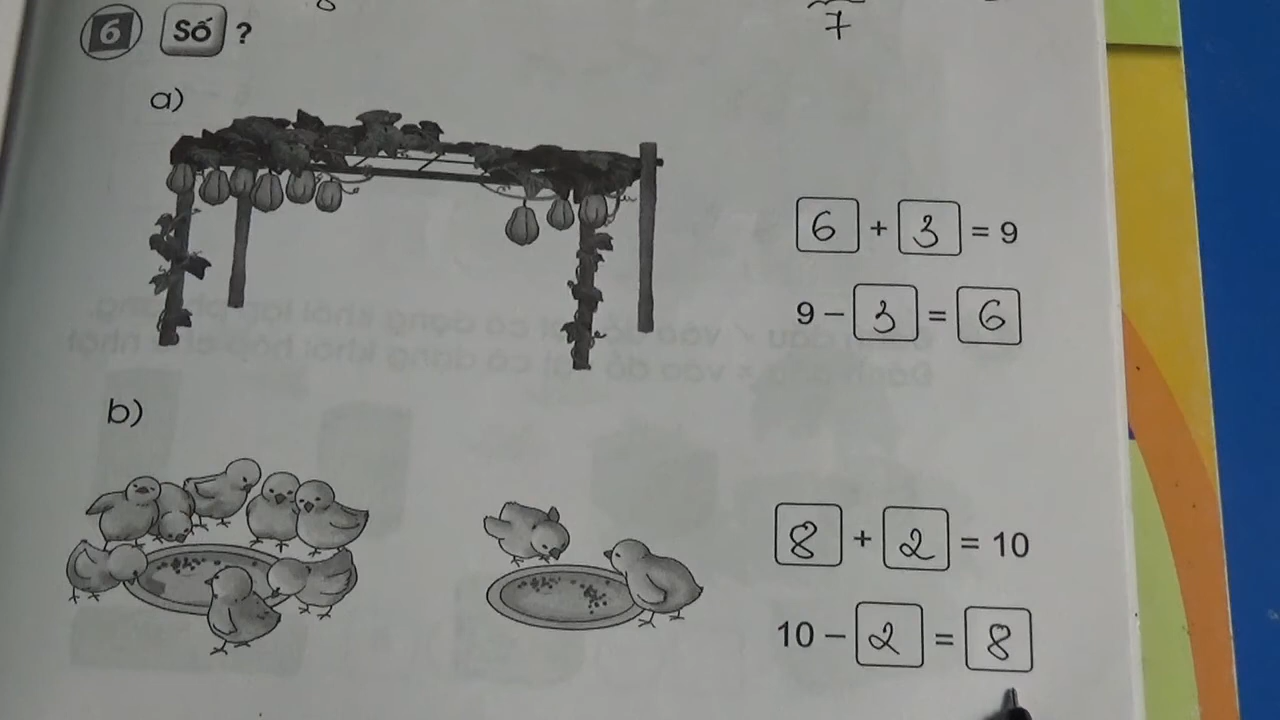 7
6 Số ?
a)
6 + 3 = 9
9 – 3 = 6
b)
8 + 2 = 10
10 – 2 = 8